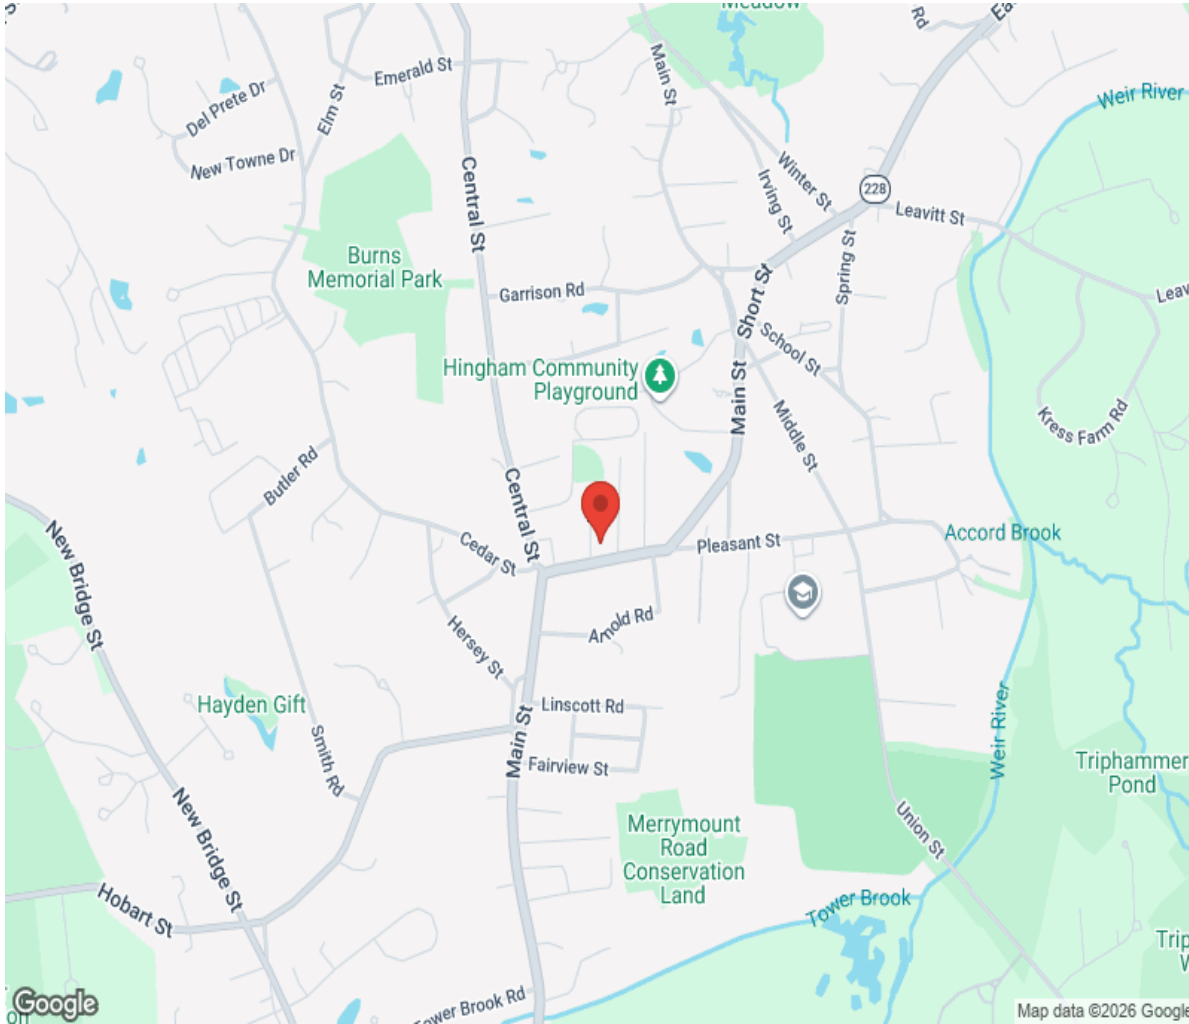 Meadow
Rd
Weir River
Main St
Emerald St
Elm St
Del Prete Dr
New Towne Dr
Central St
Winter St
Irving St
228
Leavitt St
Spring St
Burns
Memorial Park
Garrison Rd
Short St
School St
Hingham Community
Playground
Main St
Middle St
Kress Farm Rd
Butler Rd
Central St
New Bridge St
Cedar St
Pleasant St
Accord Brook
Arnold Rd
Hersey St
Hayden Gift
Linscott Rd
Weir River
Main St
Smith Rd
Fairview St
Triphammer
Pond
New Bridge St
Union St
Merrymount
Road
Conservation
Land
Hobart St
Tower Brook
Tower Brook Rd
Google
Map data ©2026 Google